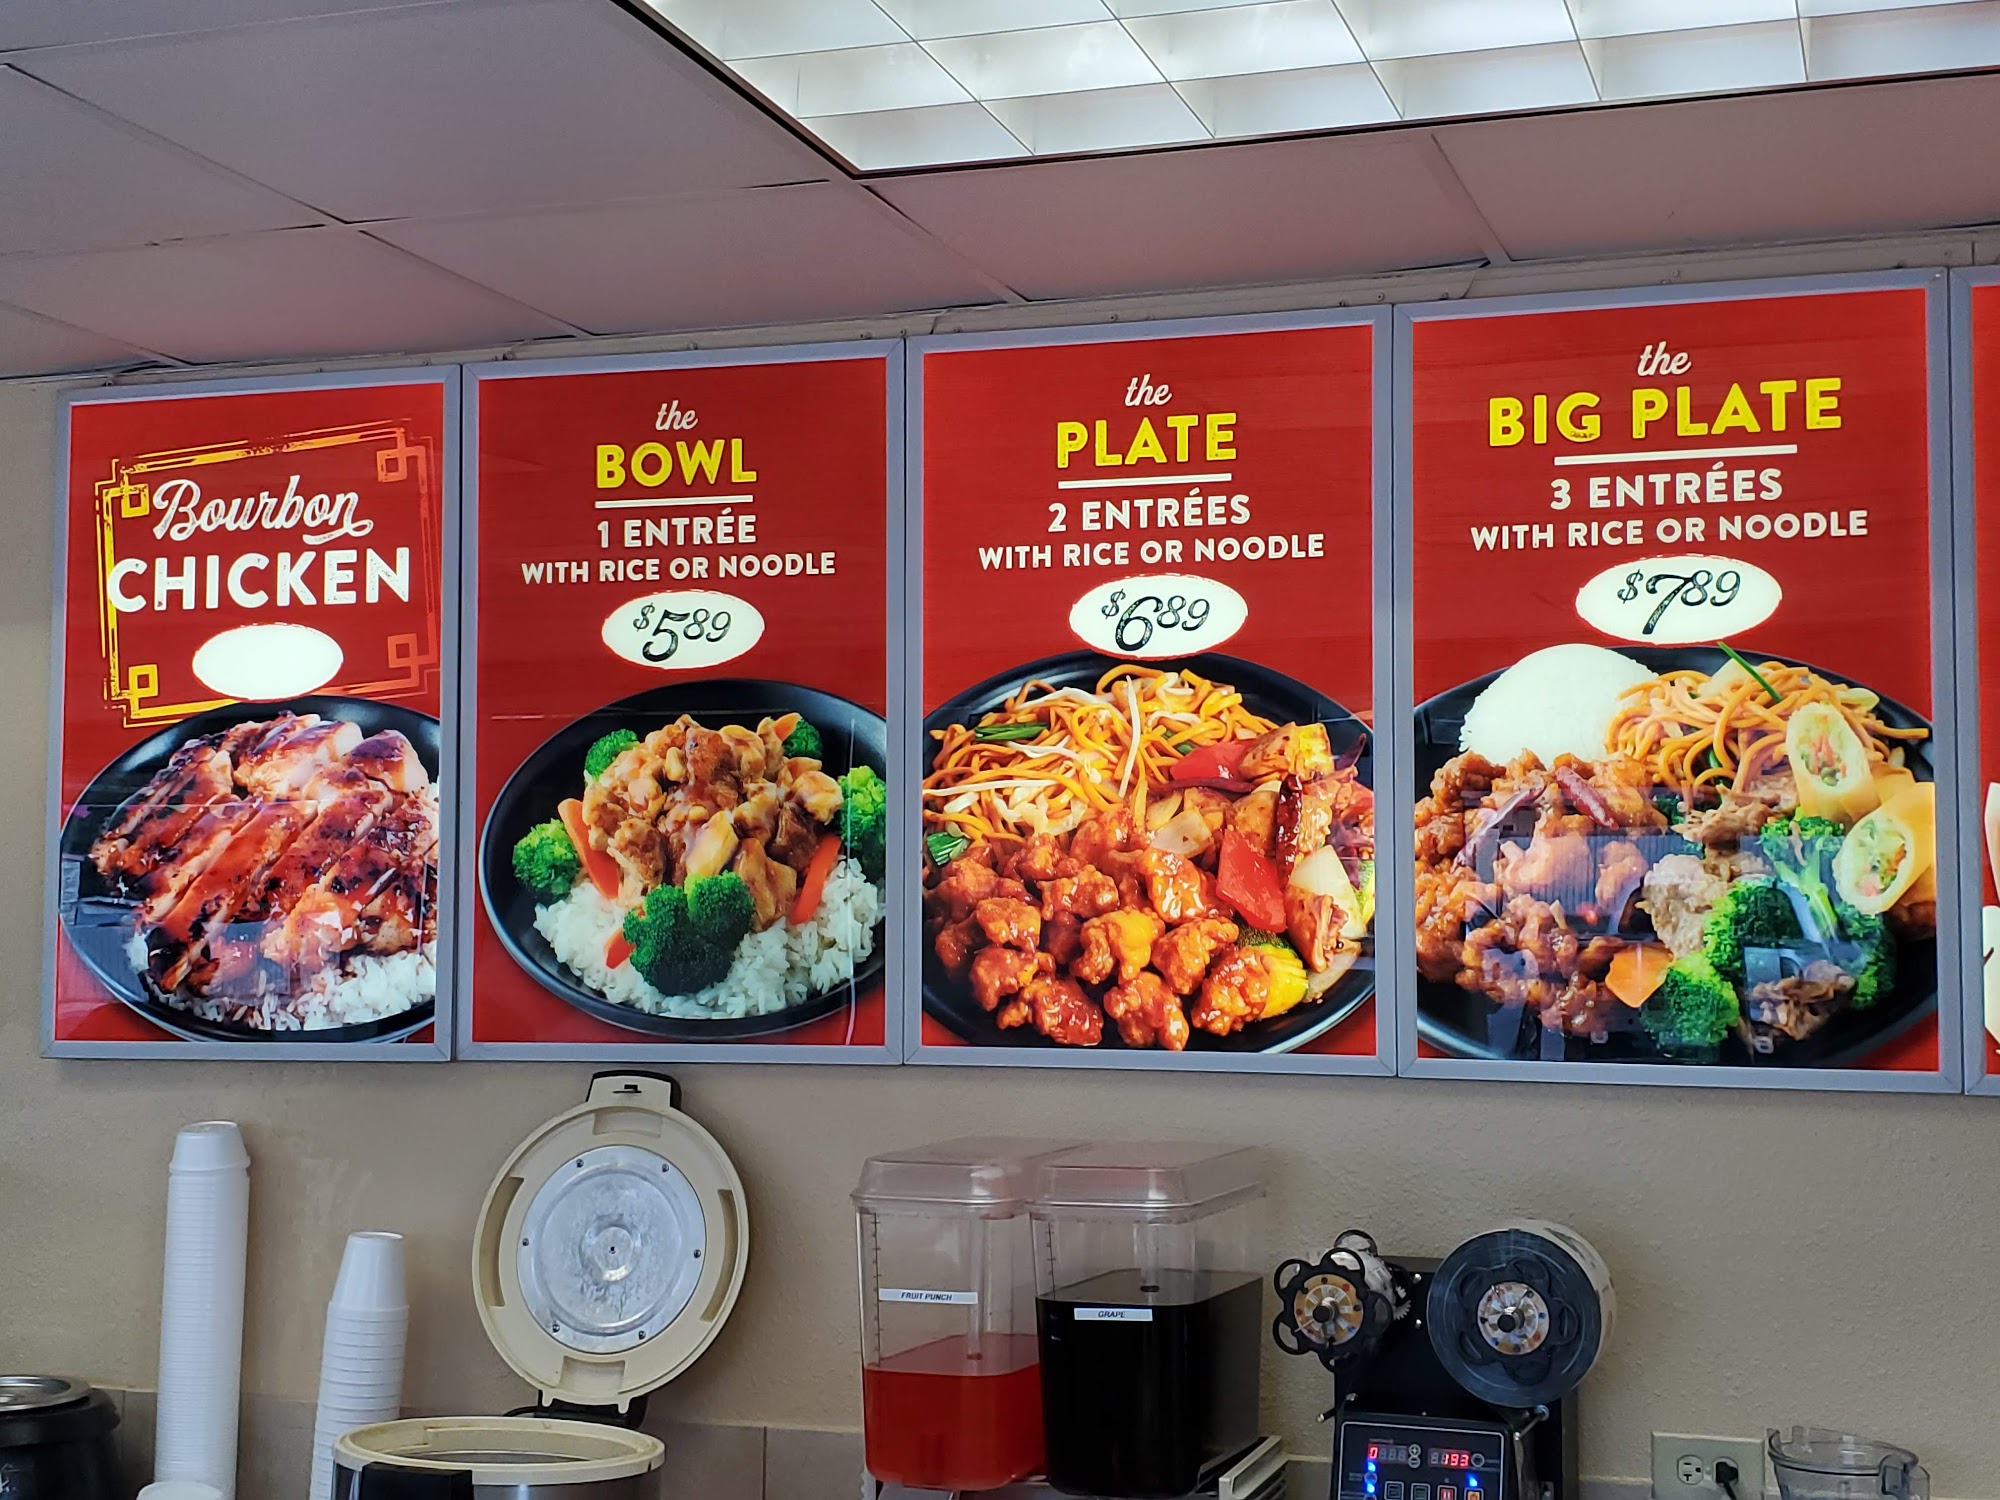 Bourbon
CHICKEN
the
BOWL
1 ENTRÉE
WITH RICE OR NOODLE
$5.89
the
PLATE
2 ENTRÉES
WITH RICE OR NOODLE
$6.89
the
BIG PLATE
3 ENTRÉES
WITH RICE OR NOODLE
$7.89
FRUIT PUNCH
GRAPE
193